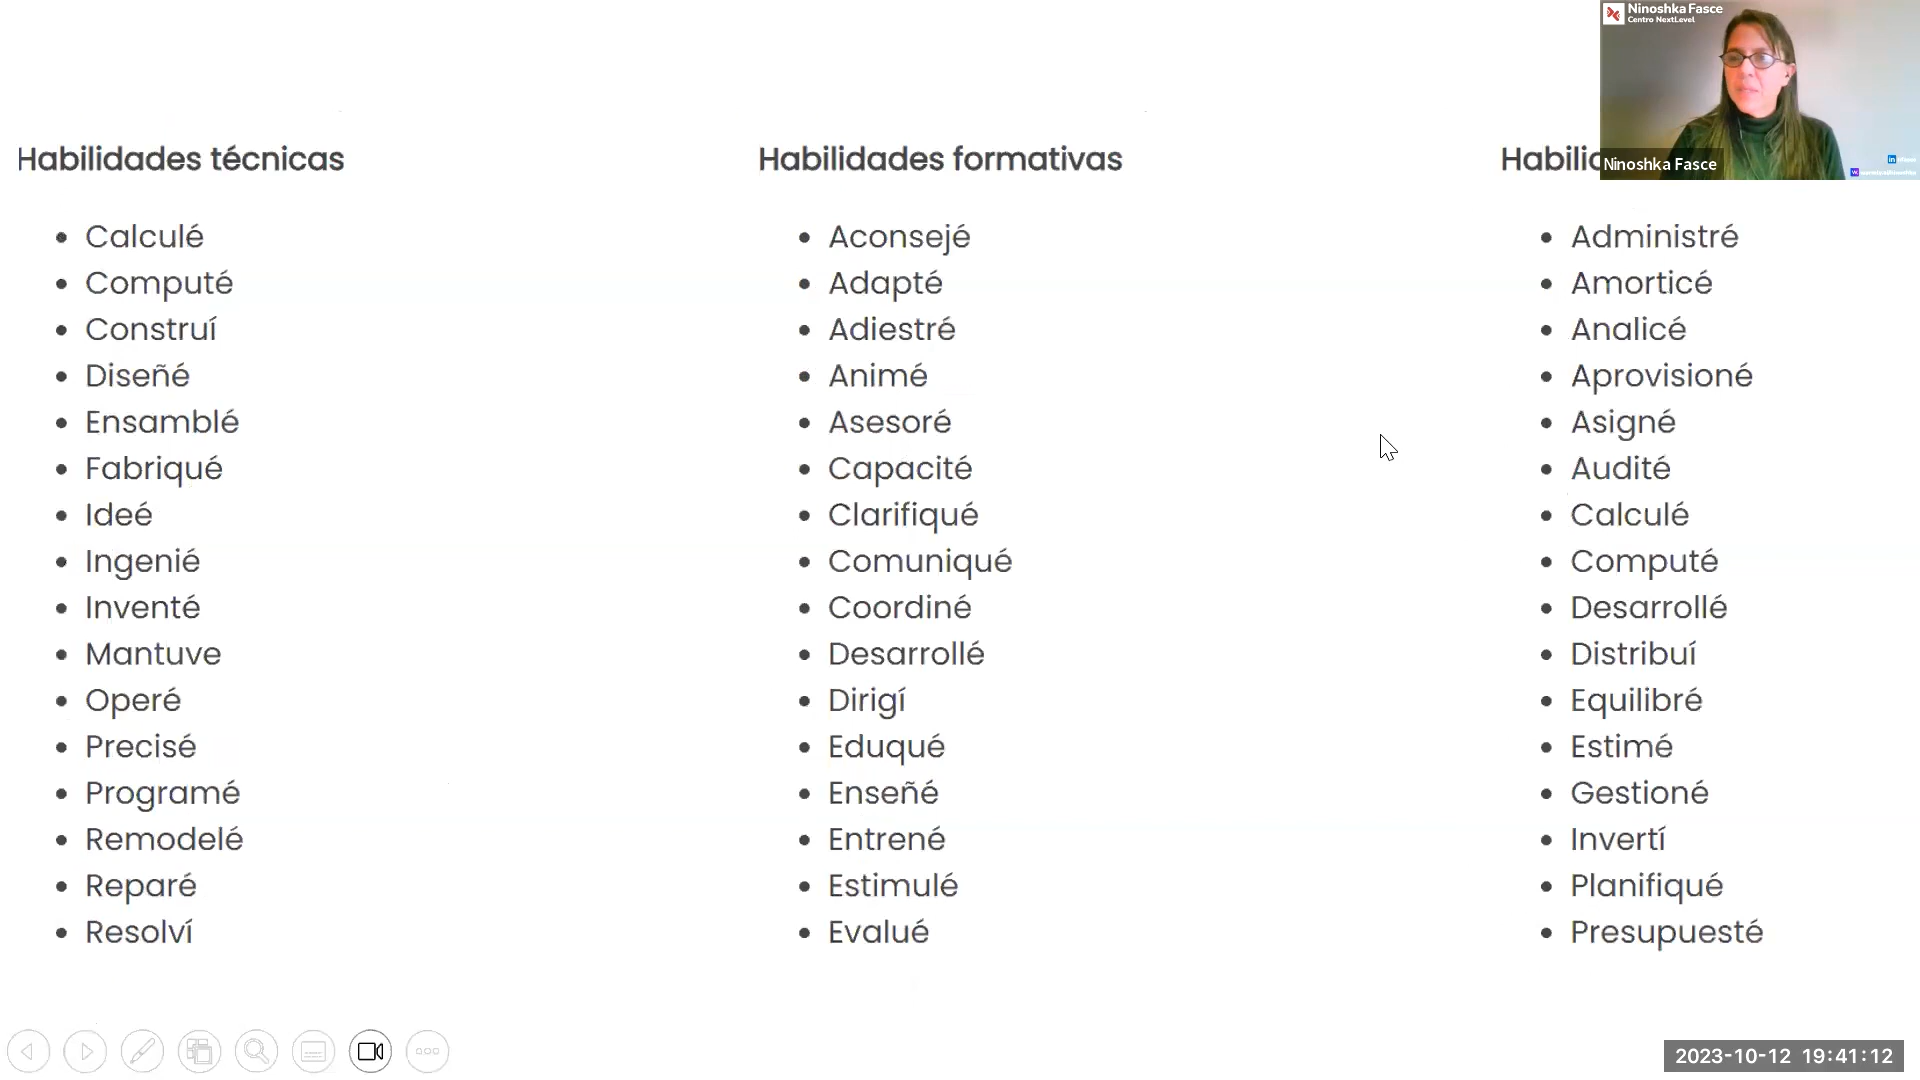 Ninoshka Fasce
Centro NextLevel
Ninoshka Fasce
Habilidades técnicas
Calculé
Computé
Construí
Diseñé
Ensamblé
Fabriqué
Ideé
Ingenié
Inventé
Mantuve
Operé
Precisé
Programé
Remodelé
Reparé
Resolví
Habilidades formativas
Aconsejé
Adapté
Adiestré
Animé
Asesoré
Capacité
Clarifiqué
Comuniqué
Coordiné
Desarrollé
Dirigí
Eduqué
Enseñé
Entrené
Estimulé
Evalué
Habilid
Administré
Amorticé
Analicé
Aprovisioné
Asigné
Audité
Calculé
Computé
Desarrollé
Distribuí
Equilibré
Estimé
Gestioné
Invertí
Planifiqué
Presupuesté
2023-10-12 19:41:12